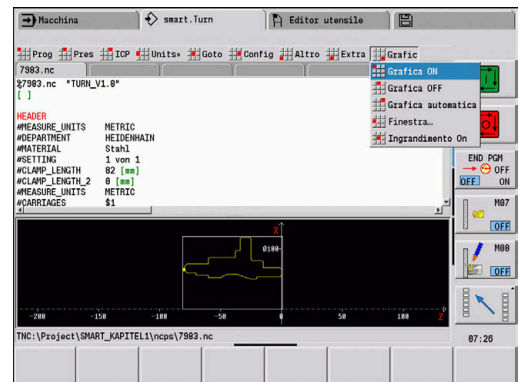 Macchina smart.Turn Editor utensile
Prog Pres ICP Units» Goto Config Altro Extra Grafic
7983.nc
Grafica ON
Grafica OFF
Grafica automatica
Finestra…
Ingrandimento On
%7983.nc "TURN_V1.0"
[ ]
HEADER
#MEASURE_UNITS METRIC
#DEPARTMENT HEIDENHAIN
#MATERIAL Stahl
#SETTING 1 von 1
#CLAMP_LENGTH 82 [mm]
#CLAMP_LENGTH_2 0 [mm]
#MEASURE_UNITS METRIC
#CARRIAGES $1
END PGM
OFF
OFF ON
M07
OFF
M08
OFF
X
Ø100
-200 -150 -100 -50 0 50 100 Z
TNC:\Project\SMART_KAPITEL1\ncps\7983.nc
07:26